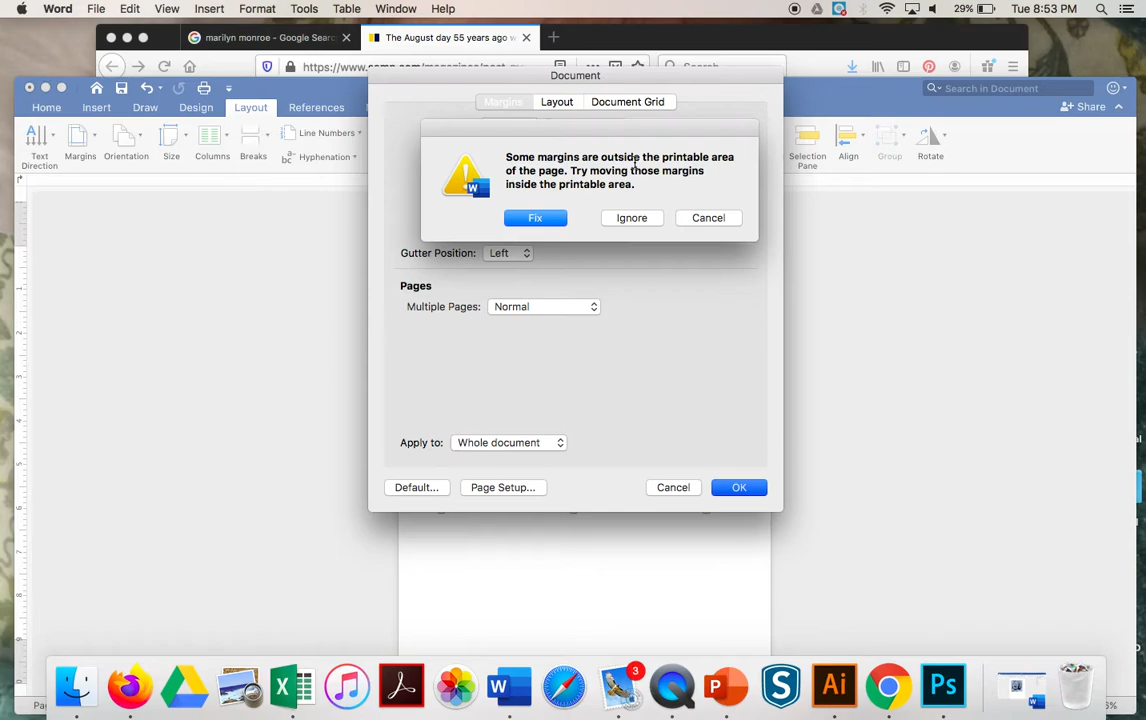 Word File Edit View Insert Format Tools Table Window Help 29% Tue 8:53 PM
marilyn monroe - Google Searc The August day 55 years ago w
Document
Home Insert Draw Design Layout References
Search in Document
Share
Margins Layout Document Grid
Text Direction
Margins
Orientation
Size
Columns
Breaks
Line Numbers
Hyphenation
Selection Pane
Align
Group
Rotate
Some margins are outside the printable area
of the page. Try moving those margins
inside the printable area.
Fix Ignore Cancel
Gutter Position: Left
Pages
Multiple Pages: Normal
Apply to: Whole document
Default... Page Setup... Cancel OK
3